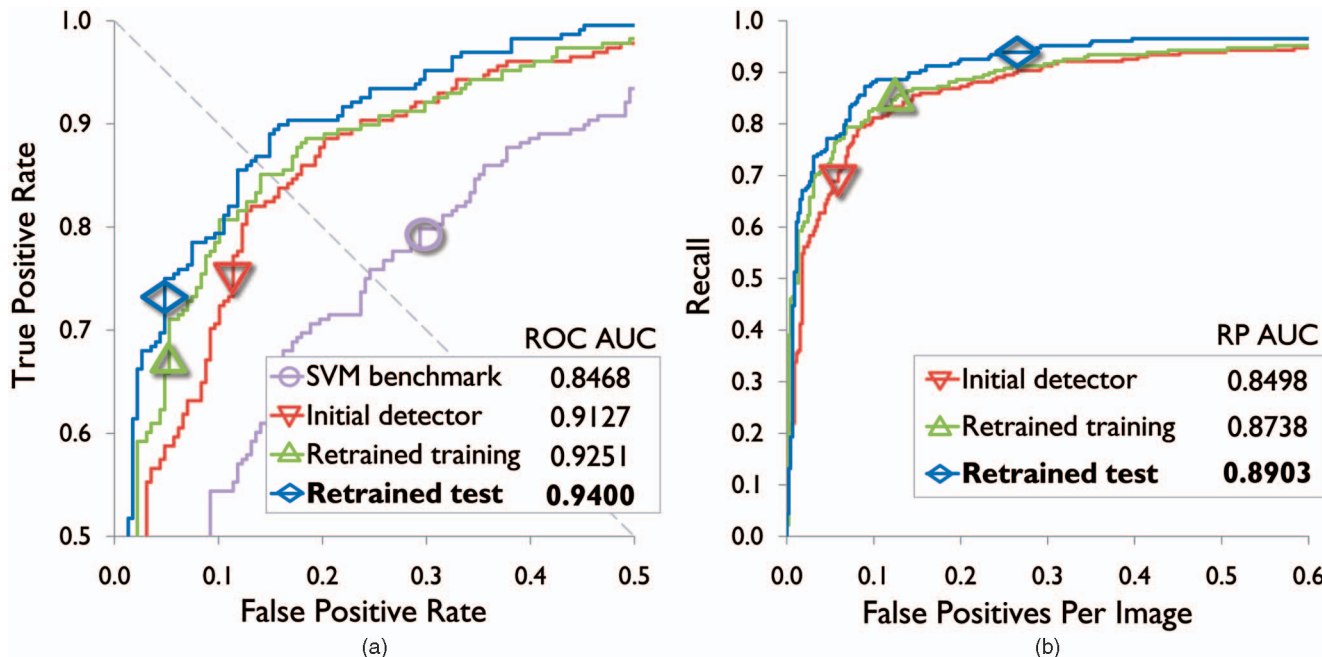 True Positive Rate
1.0
0.9
0.8
0.7
0.6
0.5
0.0 0.1 0.2 0.3 0.4 0.5
False Positive Rate
ROC AUC
SVM benchmark 0.8468
Initial detector 0.9127
Retrained training 0.9251
Retrained test 0.9400
(a)
Recall
1.0
0.9
0.8
0.7
0.6
0.5
0.4
0.3
0.2
0.1
0.0
0.0 0.1 0.2 0.3 0.4 0.5 0.6
False Positives Per Image
RP AUC
Initial detector 0.8498
Retrained training 0.8738
Retrained test 0.8903
(b)